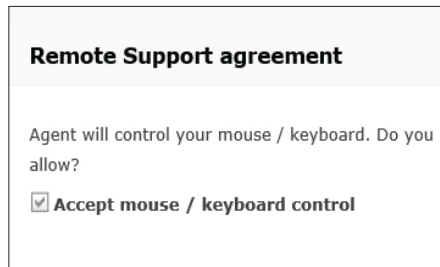 Remote Support agreement
Agent will control your mouse / keyboard. Do you
allow?
Accept mouse / keyboard control